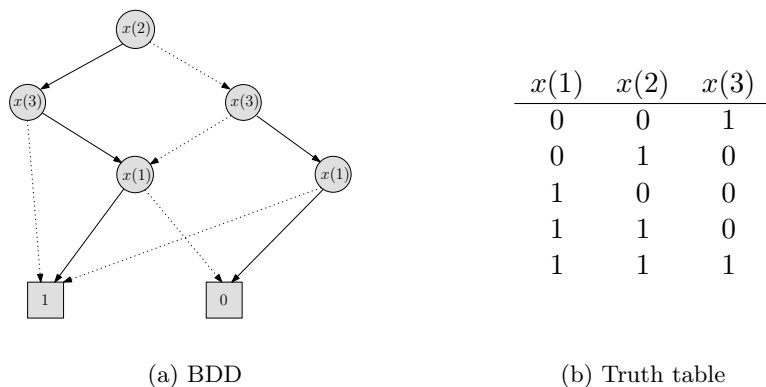 x(2)
x(3)
x(3)
x(1)
x(1)
1
0
(a) BDD
x(1) x(2) x(3)
0 0 1
0 1 0
1 0 0
1 1 0
1 1 1
(b) Truth table